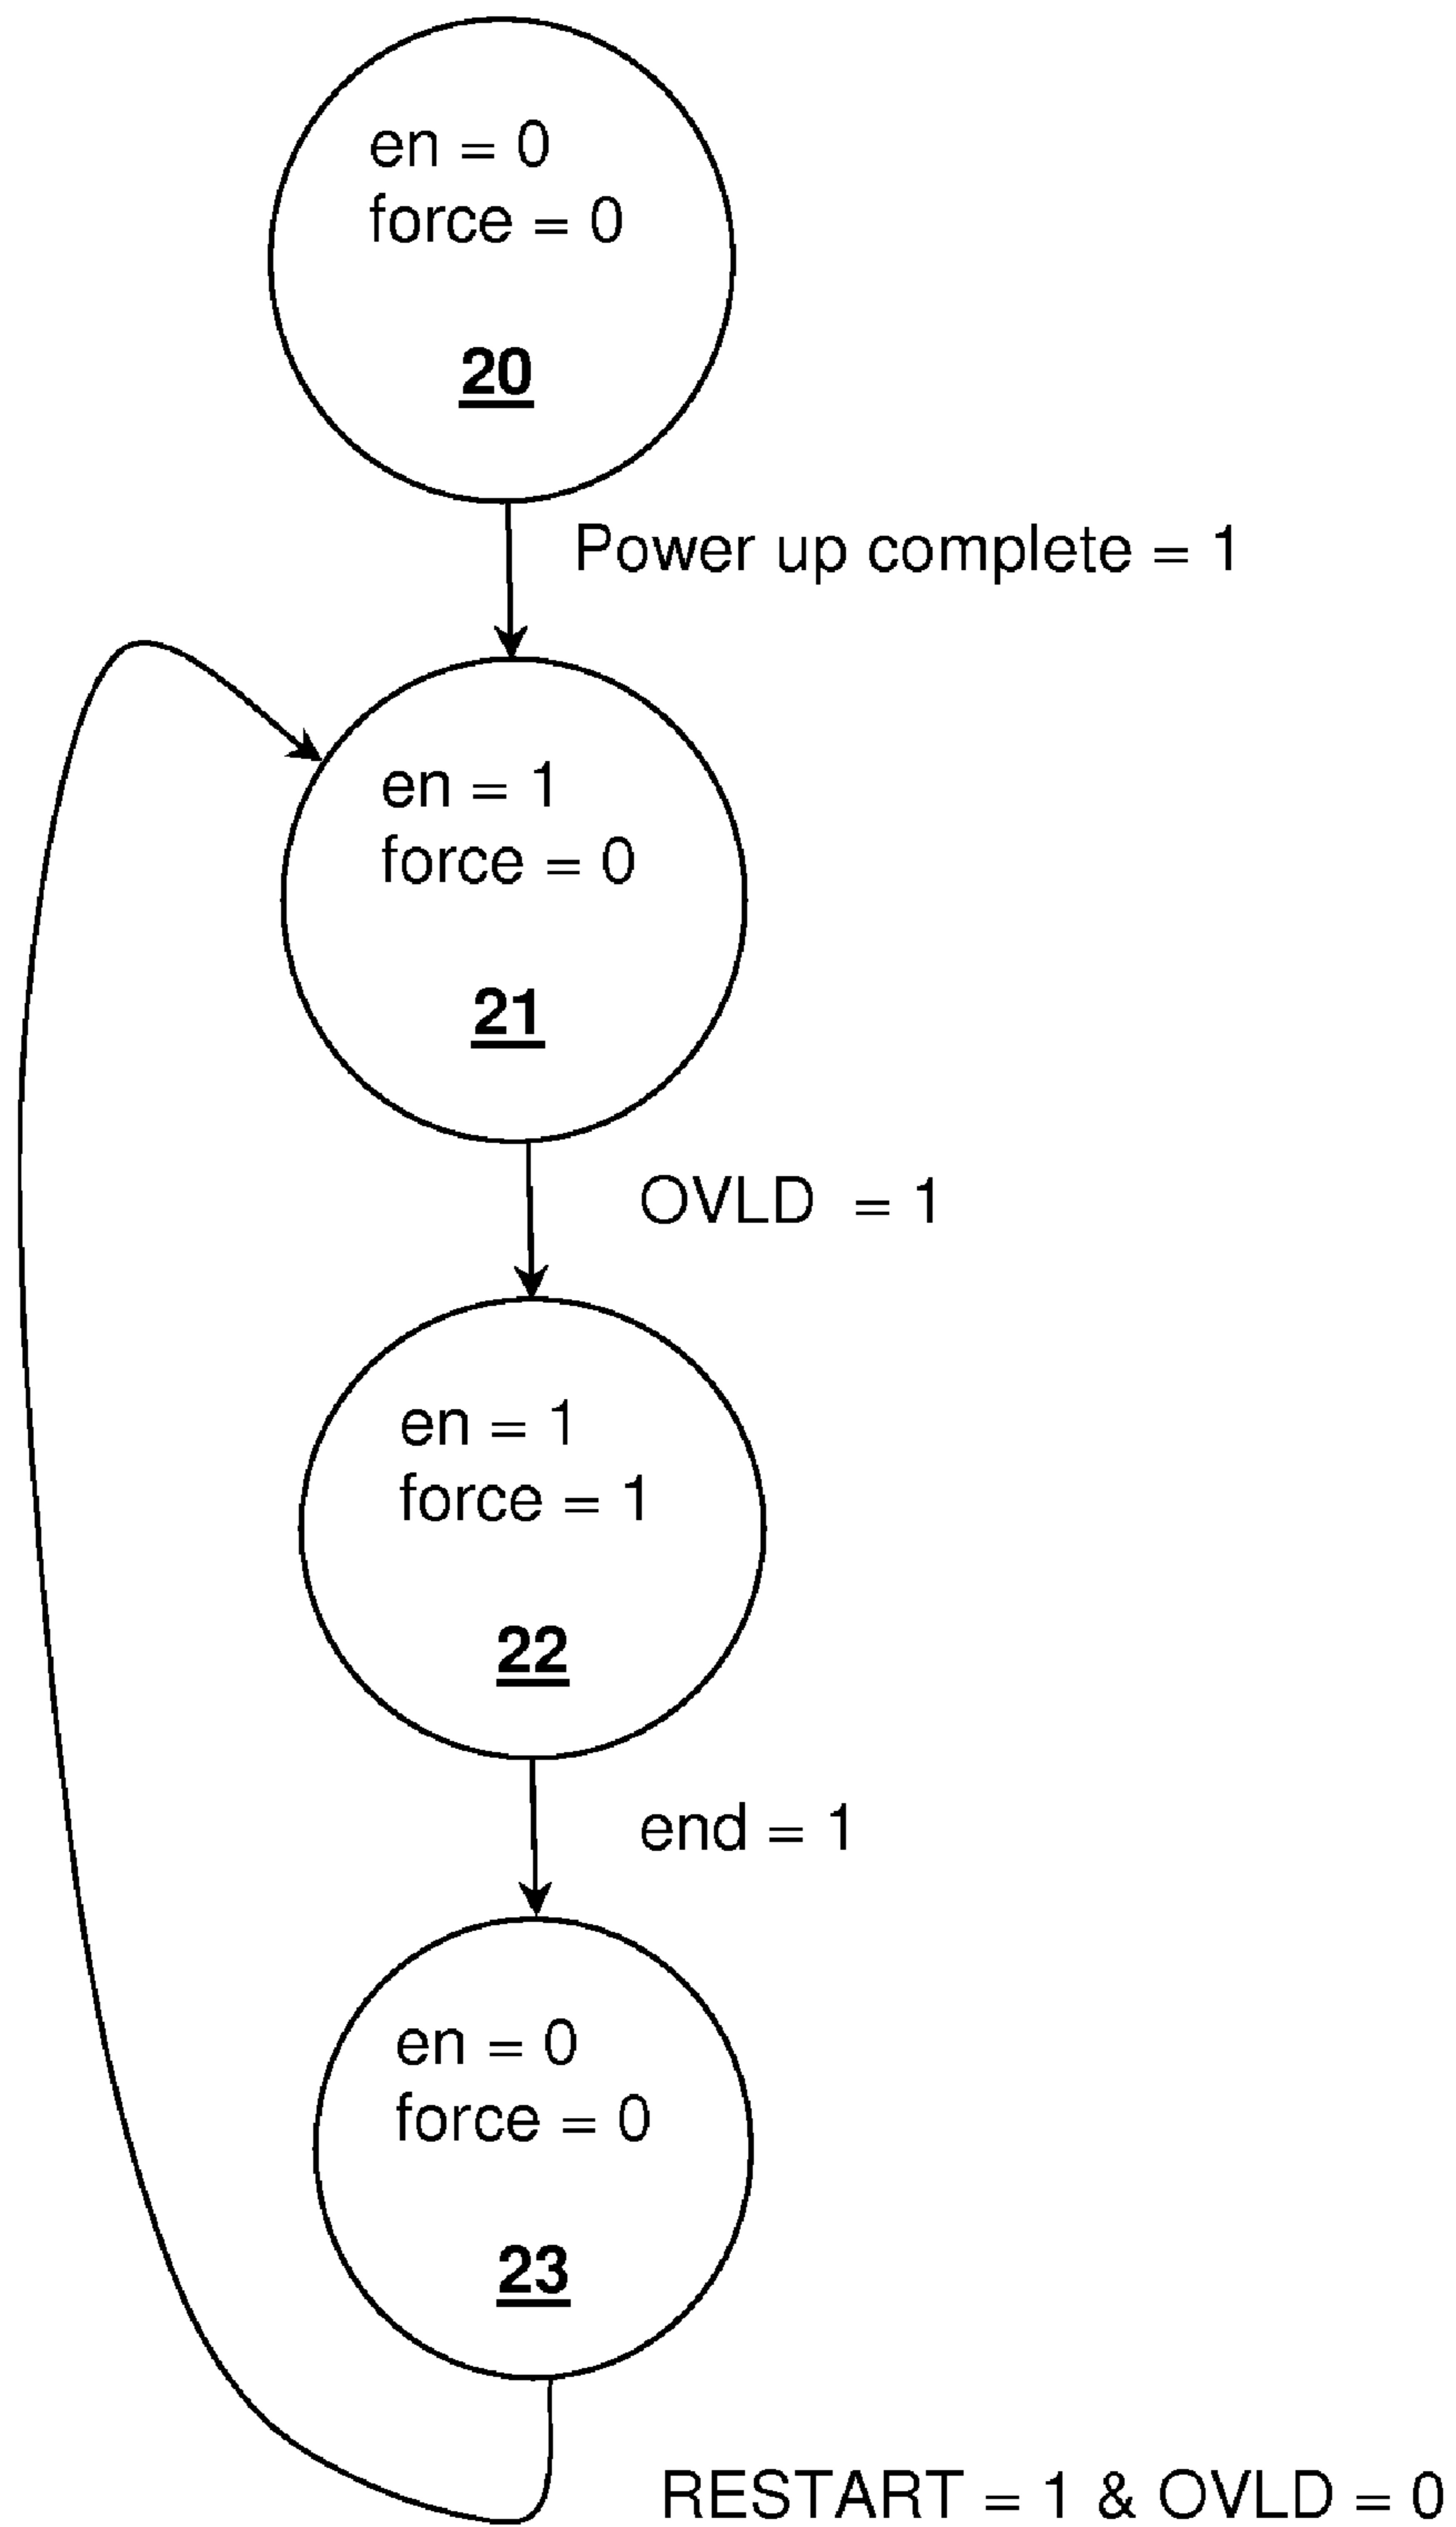 en = 0
force = 0
20
Power up complete = 1
en = 1
force = 0
21
OVLD = 1
en = 1
force = 1
22
end = 1
en = 0
force = 0
23
RESTART = 1 & OVLD = 0